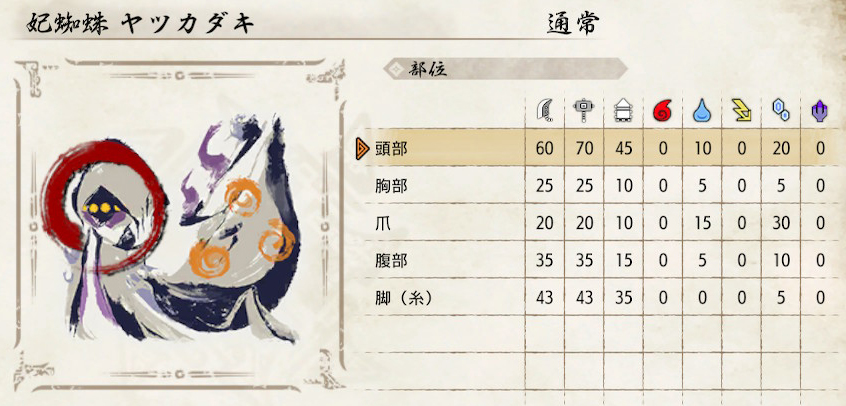 妃蜘蛛 ヤツカダキ
通常
部位
頭部 60 70 45 0 10 0 20 0
胸部 25 25 10 0 5 0 5 0
爪 20 20 10 0 15 0 30 0
腹部 35 35 15 0 5 0 10 0
脚（糸） 43 43 35 0 0 0 5 0